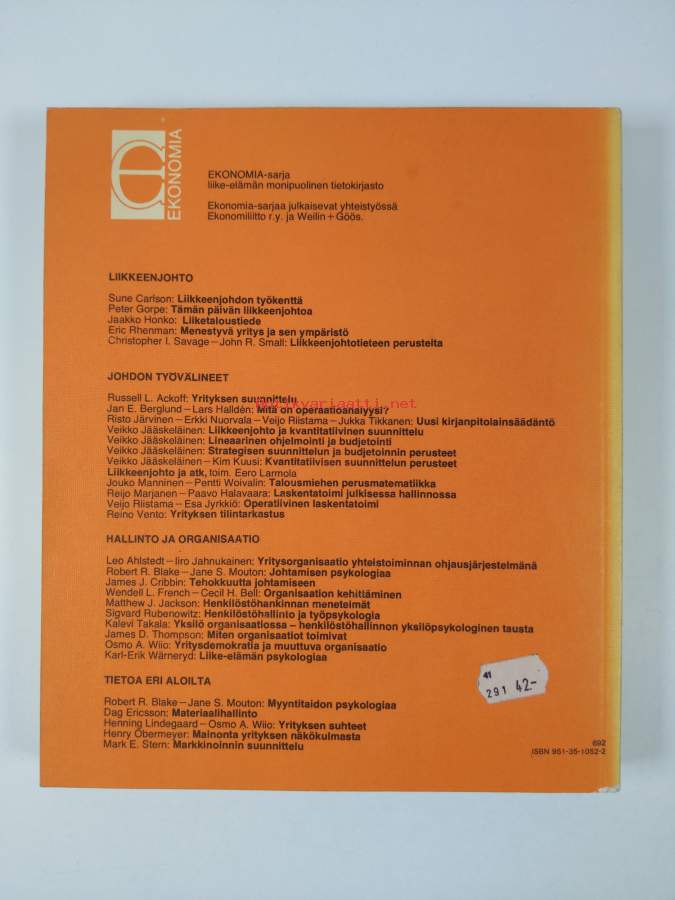 EKONOMIA
EKONOMIA-sarja
liike-elämän monipuolinen tietokirjasto
Ekonomia-sarjaa julkaisevat yhteistyössä
Ekonomiliitto r.y. ja Weilin+Göös.
LIIKKEENJOHTO
Sune Carlson: Liikkeenjohdon työkenttä
Peter Gorpe: Tämän päivän liikkeenjohtoa
Jaakko Honko: Liiketaloustiede
Eric Rhenman: Menestyvä yritys ja sen ympäristö
Christopher I. Savage – John R. Small: Liikkeenjohtotieteen perusteita
JOHDON TYÖVÄLINEET
Russell L. Ackoff: Yrityksen suunnittelu
Jan E. Berglund – Lars Halldén: Mitä on operaatioanalyysi?
Risto Järvinen – Erkki Nuorvala – Veijo Riistama – Jukka Tikkanen: Uusi kirjanpitolainsäädäntö
Veikko Jääskeläinen: Liikkeenjohto ja kvantitatiivinen suunnittelu
Veikko Jääskeläinen: Lineaarinen ohjelmointi ja budjetointi
Veikko Jääskeläinen: Strategisen suunnittelun ja budjetoinnin perusteet
Veikko Jääskeläinen – Kim Kuusi: Kvantitatiivisen suunnittelun perusteet
Liikkeenjohto ja atk, toim. Eero Larmola
Jouko Manninen – Pentti Woivalin: Talousmiehen perusmatematiikka
Reijo Marjanen – Paavo Halavaara: Laskentatoimi julkisessa hallinnossa
Veijo Riistama – Esa Jyrkkiö: Operatiivinen laskentatoimi
Reino Vento: Yrityksen tilintarkastus
HALLINTO JA ORGANISAATIO
Leo Ahlstedt – Iiro Jahnukainen: Yritysorganisaatio yhteistoiminnan ohjausjärjestelmänä
Robert R. Blake – Jane S. Mouton: Johtamisen psykologiaa
James J. Cribbin: Tehokkuutta johtamiseen
Wendell L. French – Cecil H. Bell: Organisaation kehittäminen
Matthew J. Jackson: Henkilöstöhankinnan menetelmät
Sigvard Rubenowitz: Henkilöstöhallinto ja työpsykologia
Kalevi Takala: Yksilö organisaatiossa – henkilöstöhallinnon yksilöpsykologinen tausta
James D. Thompson: Miten organisaatiot toimivat
Osmo A. Wiio: Yritysdemokratia ja muuttuva organisaatio
Karl-Erik Wärneryd: Liike-elämän psykologiaa
TIETOA ERI ALOILTA
Robert R. Blake – Jane S. Mouton: Myyntitaidon psykologiaa
Dag Ericsson: Materiaalihallinto
Henning Lindegaard – Osmo A. Wiio: Yrityksen suhteet
Henry Obermeyer: Mainonta yrityksen näkökulmasta
Mark E. Stern: Markkinoinnin suunnittelu
291 42-
692
ISBN 951-35-1052-2